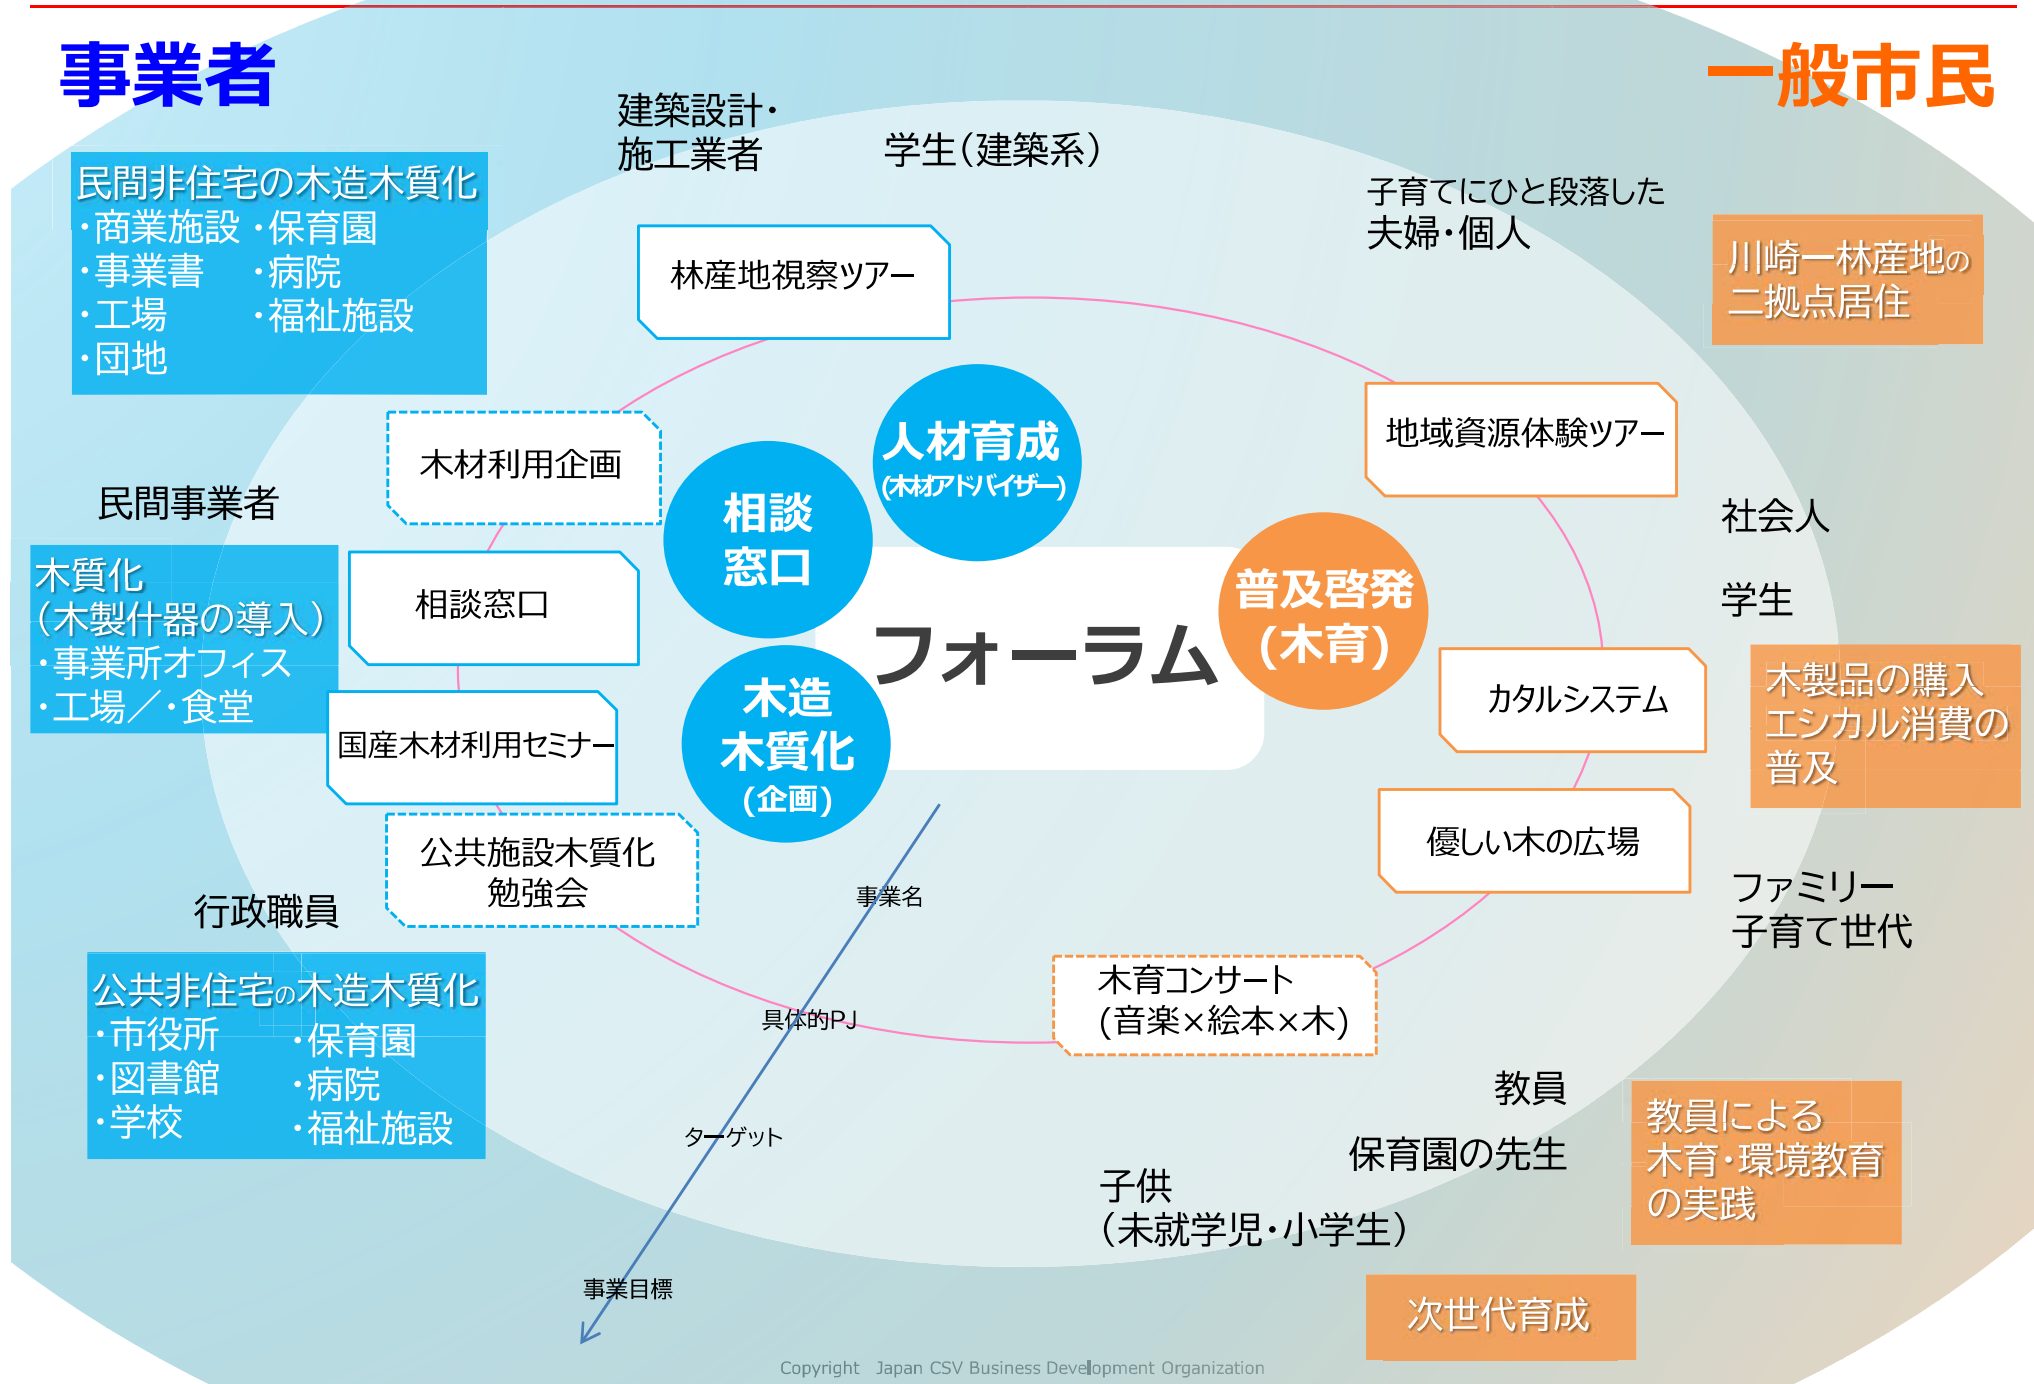 事業者
一般市民
建築設計・
施工業者
学生（建築系）
子育てにひと段落した
夫婦・個人
民間非住宅の木造木質化
・商業施設 ・保育園
・事業書 ・病院
・工場 ・福祉施設
・団地
川崎ー林産地の
二拠点居住
林産地視察ツアー
地域資源体験ツアー
木材利用企画
人材育成
(木材アドバイザー)
相談
窓口
民間事業者
社会人
学生
木質化
（木製什器の導入）
・事業所オフィス
・工場／・食堂
相談窓口
普及啓発
(木育)
フォーラム
木造
木質化
(企画)
国産木材利用セミナー
カタルシステム
木製品の購入
エシカル消費の
普及
公共施設木質化
勉強会
優しい木の広場
事業名
行政職員
ファミリー
子育て世代
公共非住宅の木造木質化
・市役所 ・保育園
・図書館 ・病院
・学校 ・福祉施設
木育コンサート
(音楽×絵本×木)
具体的PJ
ターゲット
教員
保育園の先生
子供
（未就学児・小学生）
教員による
木育・環境教育
の実践
事業目標
次世代育成
Copyright Japan CSV Business Development Organization